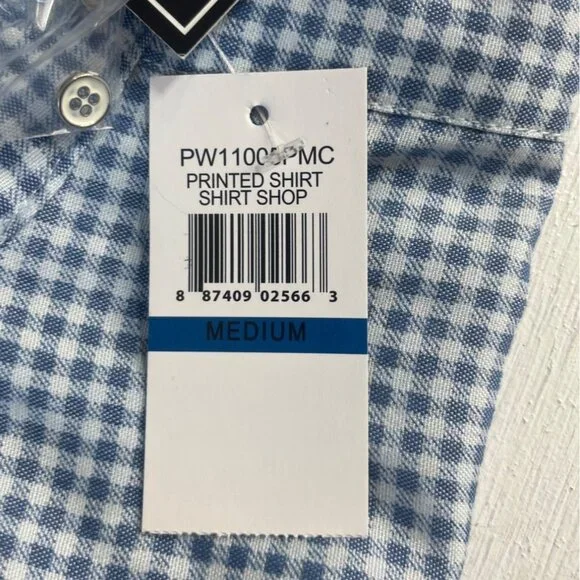 PW11005PMC
PRINTED SHIRT
SHIRT SHOP
8 87409 02566 3
MEDIUM